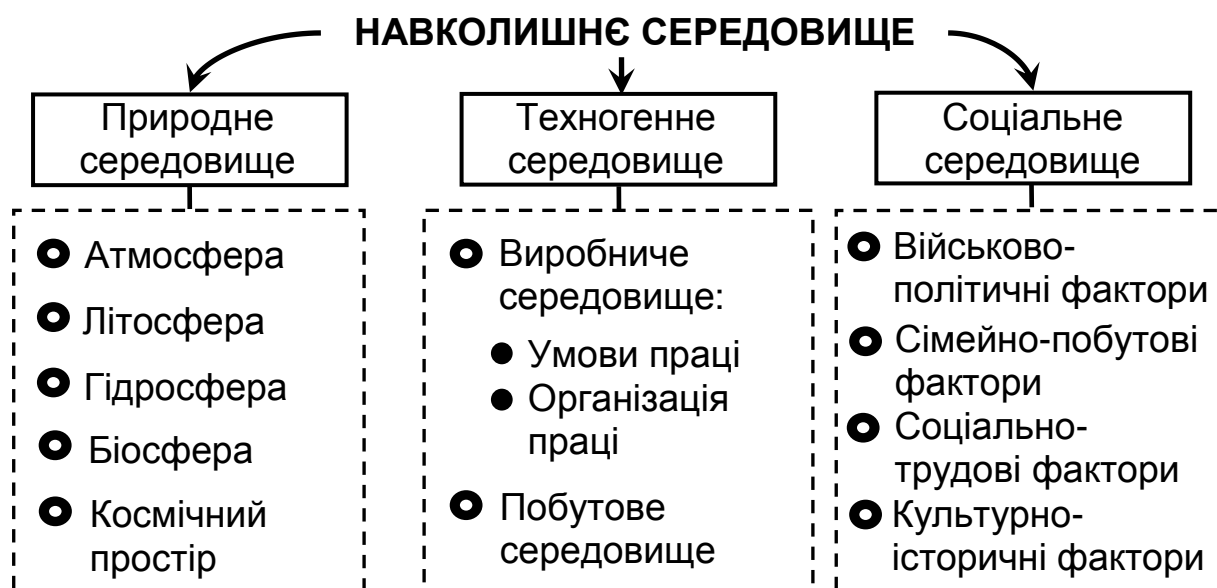 НАВКОЛИШНЄ СЕРЕДОВИЩЕ
Природне
середовище
Атмосфера
Літосфера
Гідросфера
Біосфера
Космічний
простір
Техногенне
середовище
Виробниче
середовище:
Умови праці
Організація
праці
Побутове
середовище
Соціальне
середовище
Військово-
політичні фактори
Сімейно-побутові
фактори
Соціально-
трудові фактори
Культурно-
історичні фактори